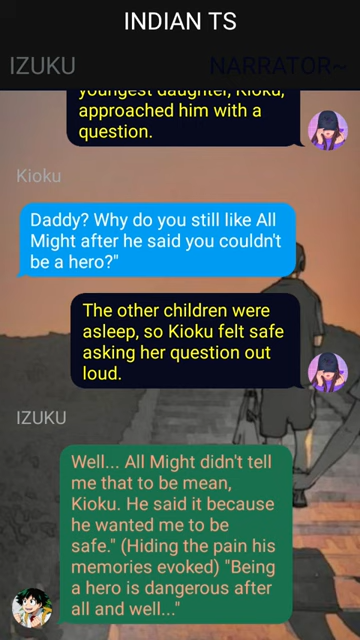 INDIAN TS
IZUKU
NARRATOR~
youngest daughter, Kioku,
approached him with a
question.
Kioku
Daddy? Why do you still like All
Might after he said you couldn't
be a hero?"
The other children were
asleep, so Kioku felt safe
asking her question out
loud.
IZUKU
Well... All Might didn't tell
me that to be mean,
Kioku. He said it because
he wanted me to be
safe." (Hiding the pain his
memories evoked) "Being
a hero is dangerous after
all and well..."